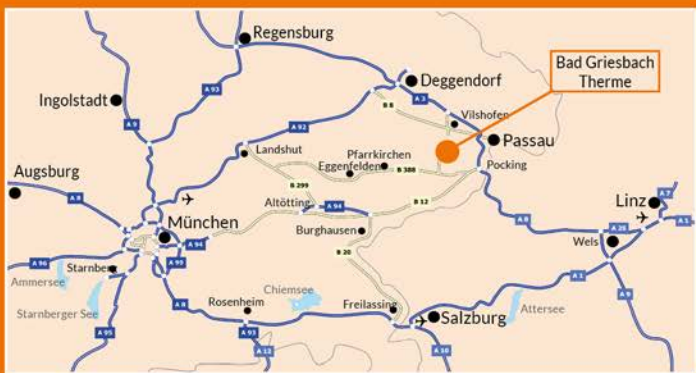 Regensburg
Bad Griesbach
Therme
Deggendorf
A 93
A 3
Ingolstadt
B 8
Vilshofen
A 9
A 92
Passau
Landshut
Pfarrkirchen
Eggenfelden
B 388
Pocking
Augsburg
A 8
B 299
B 12
A 7
Linz
Altötting
A 94
A 8
A 25
A 1
München
Burghausen
Wels
A 94
A 96
Starnberg
A 99
B 20
A 1
Ammersee
Chiemsee
A 9
Starnberger See
A 8
Rosenheim
Freilassing
Attersee
Salzburg
A 95
A 93
A 12
A 10